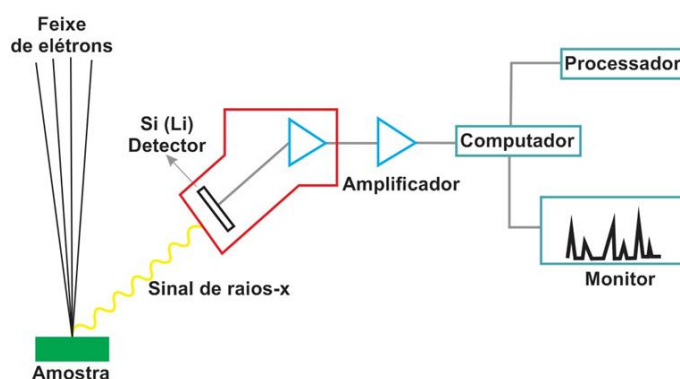 Feixe
de elétrons
Si (Li)
Detector
Sinal de raios-x
Amostra
Amplificador
Computador
Processador
Monitor